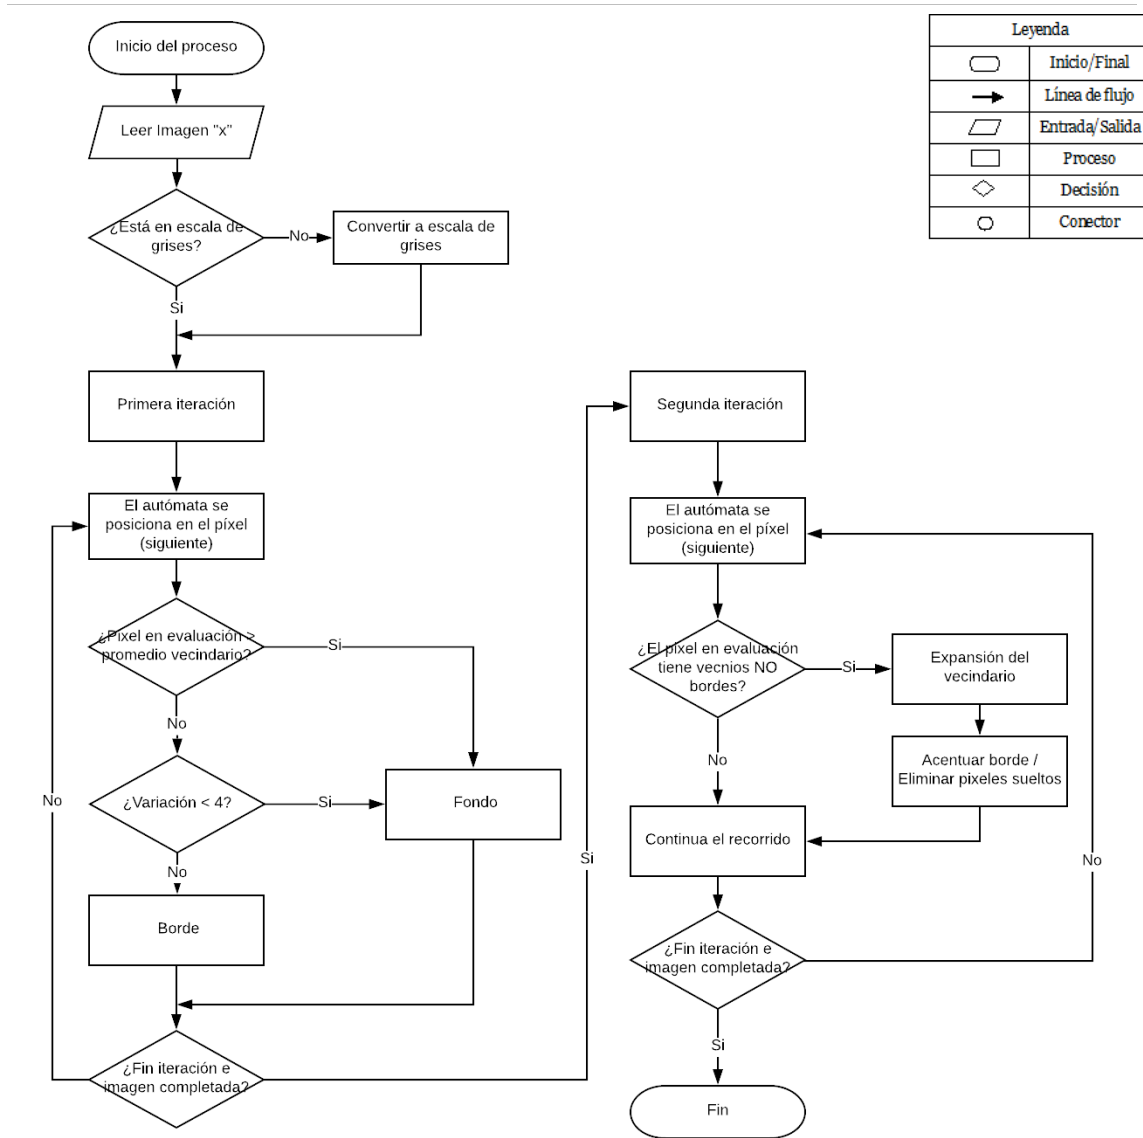 Inicio del proceso
Leer Imagen "x"
¿Está en escala de
grises?
No
Convertir a escala de
grises
Si
Primera iteración
El autómata se
posiciona en el píxel
(siguiente)
¿Pixel en evaluación >
promedio vecindario?
Si
No
¿Variación < 4?
Si
Fondo
No
Borde
¿Fin iteración e
imagen completada?
No
Si
Segunda iteración
El autómata se
posiciona en el píxel
(siguiente)
¿El pixel en evaluación
tiene vecnios NO
bordes?
Si
Expansión del
vecindario
Acentuar borde /
Eliminar pixeles sueltos
No
Continua el recorrido
¿Fin iteración e
imagen completada?
No
Si
Fin
Leyenda
Inicio/Final
Línea de flujo
Entrada/Salida
Proceso
Decisión
Conector